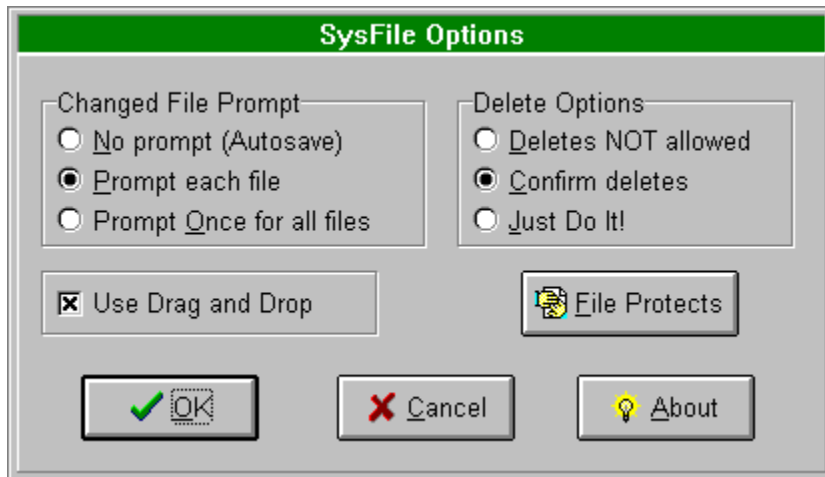 SysFile Options
Changed File Prompt
No prompt (Autosave)
Prompt each file
Prompt Once for all files
Delete Options
Deletes NOT allowed
Confirm deletes
Just Do It!
Use Drag and Drop
File Protects
OK
Cancel
About